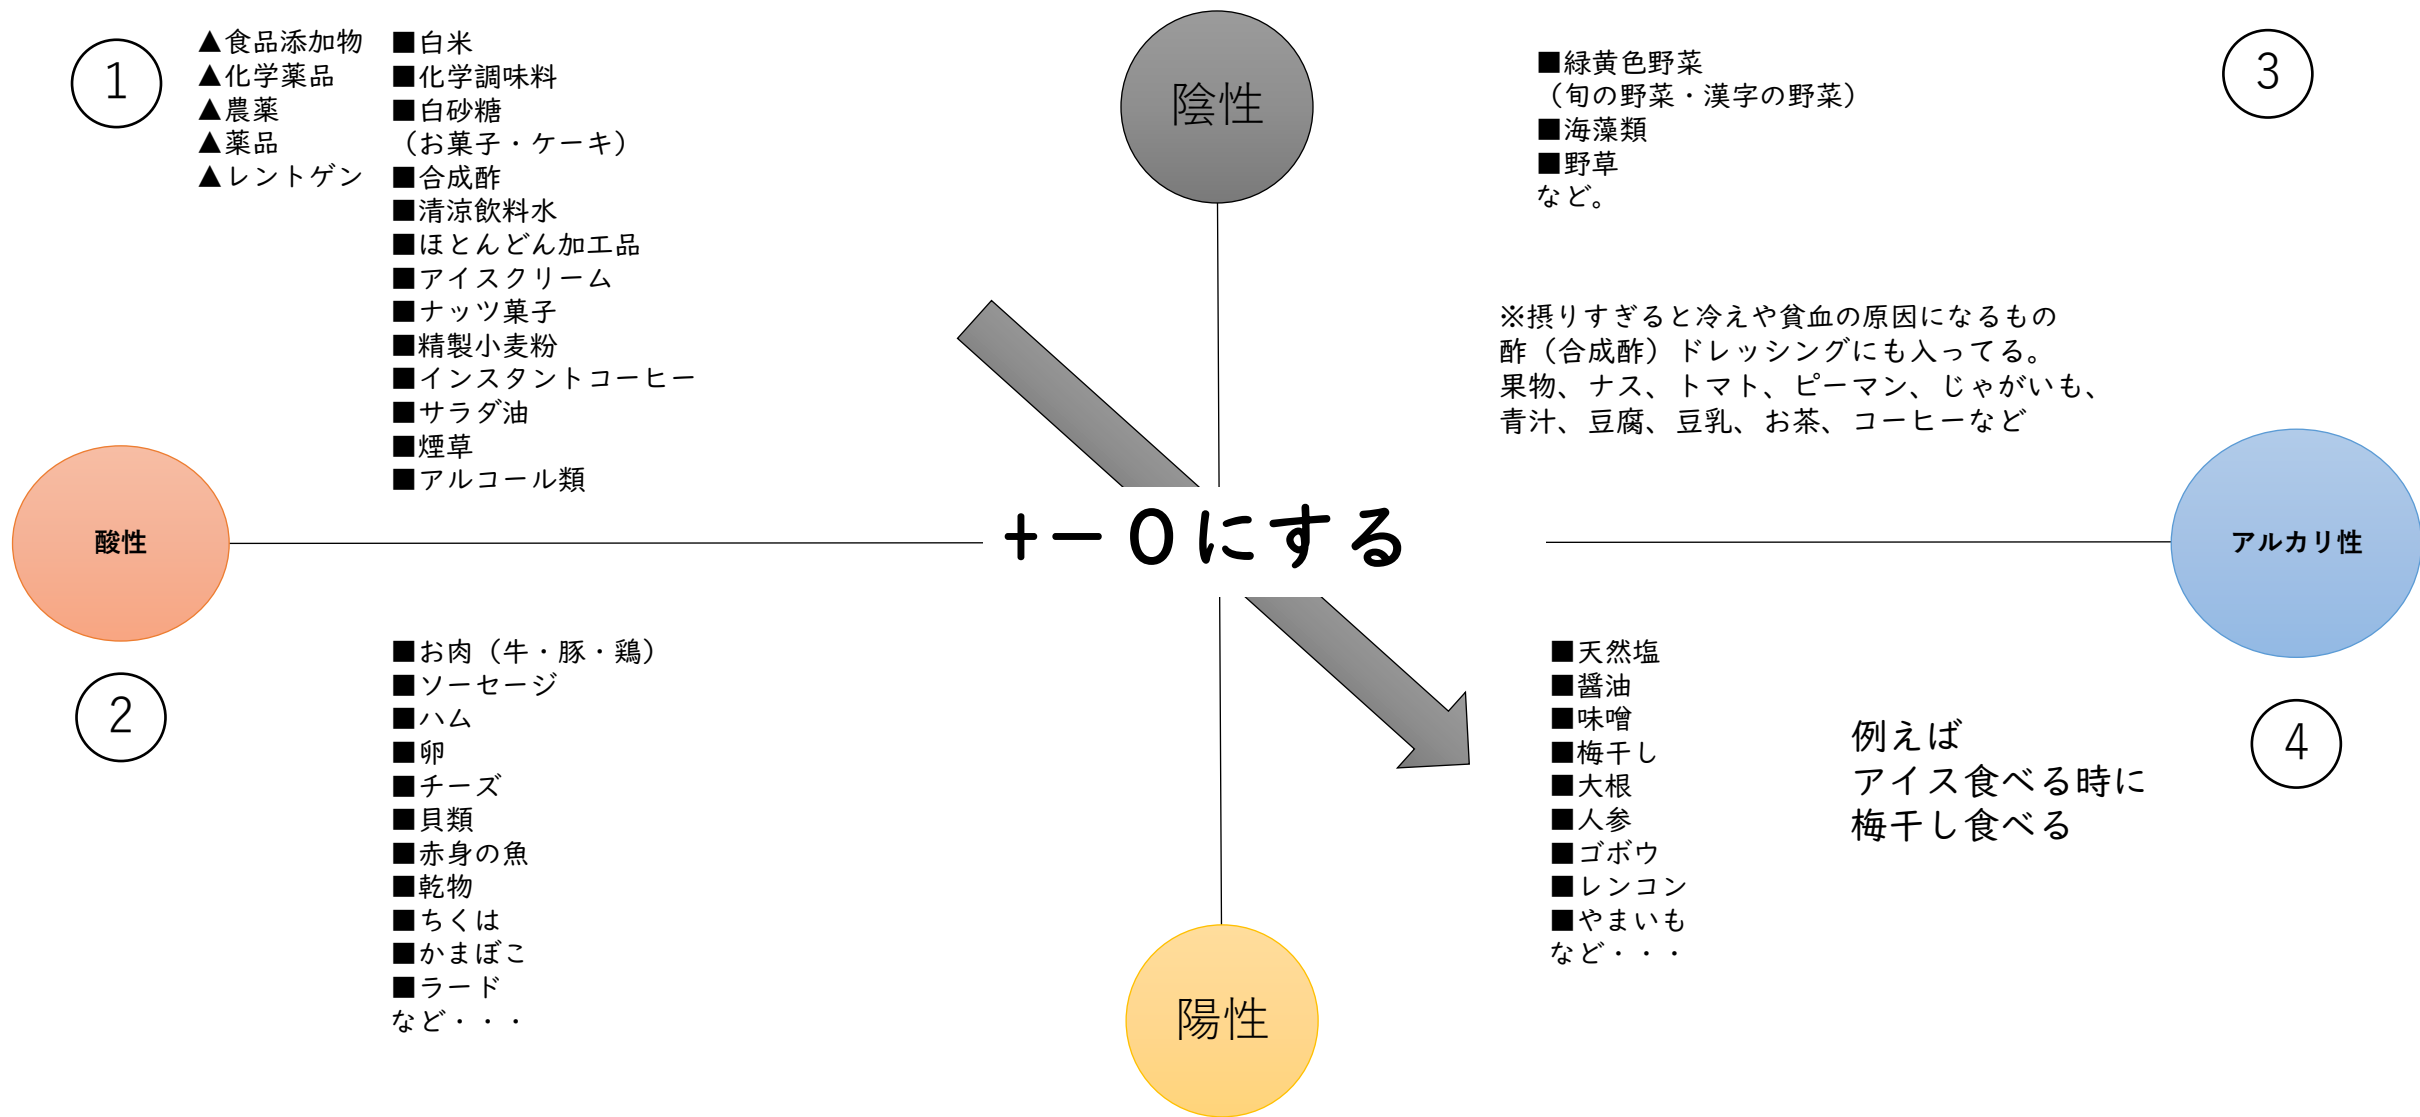 1
▲食品添加物
▲化学薬品
▲農薬
▲薬品
▲レントゲン
■白米
■化学調味料
■白砂糖
（お菓子・ケーキ）
■合成酢
■清涼飲料水
■ほとんどん加工品
■アイスクリーム
■ナッツ菓子
■精製小麦粉
■インスタントコーヒー
■サラダ油
■煙草
■アルコール類
陰性
■緑黄色野菜
（旬の野菜・漢字の野菜）
■海藻類
■野草
など。
3
※摂りすぎると冷えや貧血の原因になるもの
酢（合成酢）ドレッシングにも入ってる。
果物、ナス、トマト、ピーマン、じゃがいも、
青汁、豆腐、豆乳、お茶、コーヒーなど
酸性
+－０にする
アルカリ性
2
■お肉（牛・豚・鶏）
■ソーセージ
■ハム
■卵
■チーズ
■貝類
■赤身の魚
■乾物
■ちくは
■かまぼこ
■ラード
など・・・
陽性
■天然塩
■醤油
■味噌
■梅干し
■大根
■人参
■ゴボウ
■レンコン
■やまいも
など・・・
例えば
アイス食べる時に
梅干し食べる
4